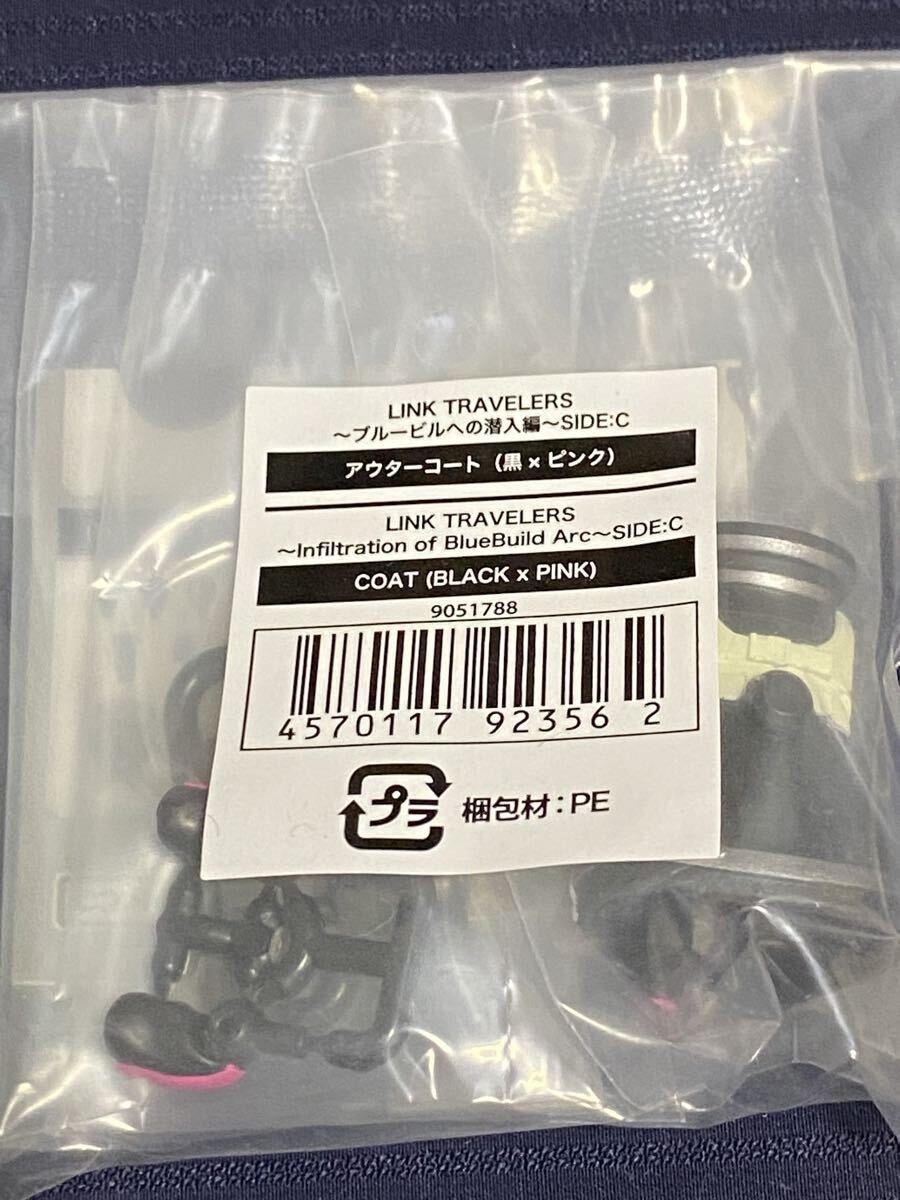 LINK TRAVELERS
～ブルービルへの潜入編～SIDE:C
アウターコート（黒×ピンク）
LINK TRAVELERS
～Infiltration of BlueBuild Arc～SIDE:C
COAT (BLACK x PINK)
9051788
4570117 92356 2
プラ 梱包材：PE